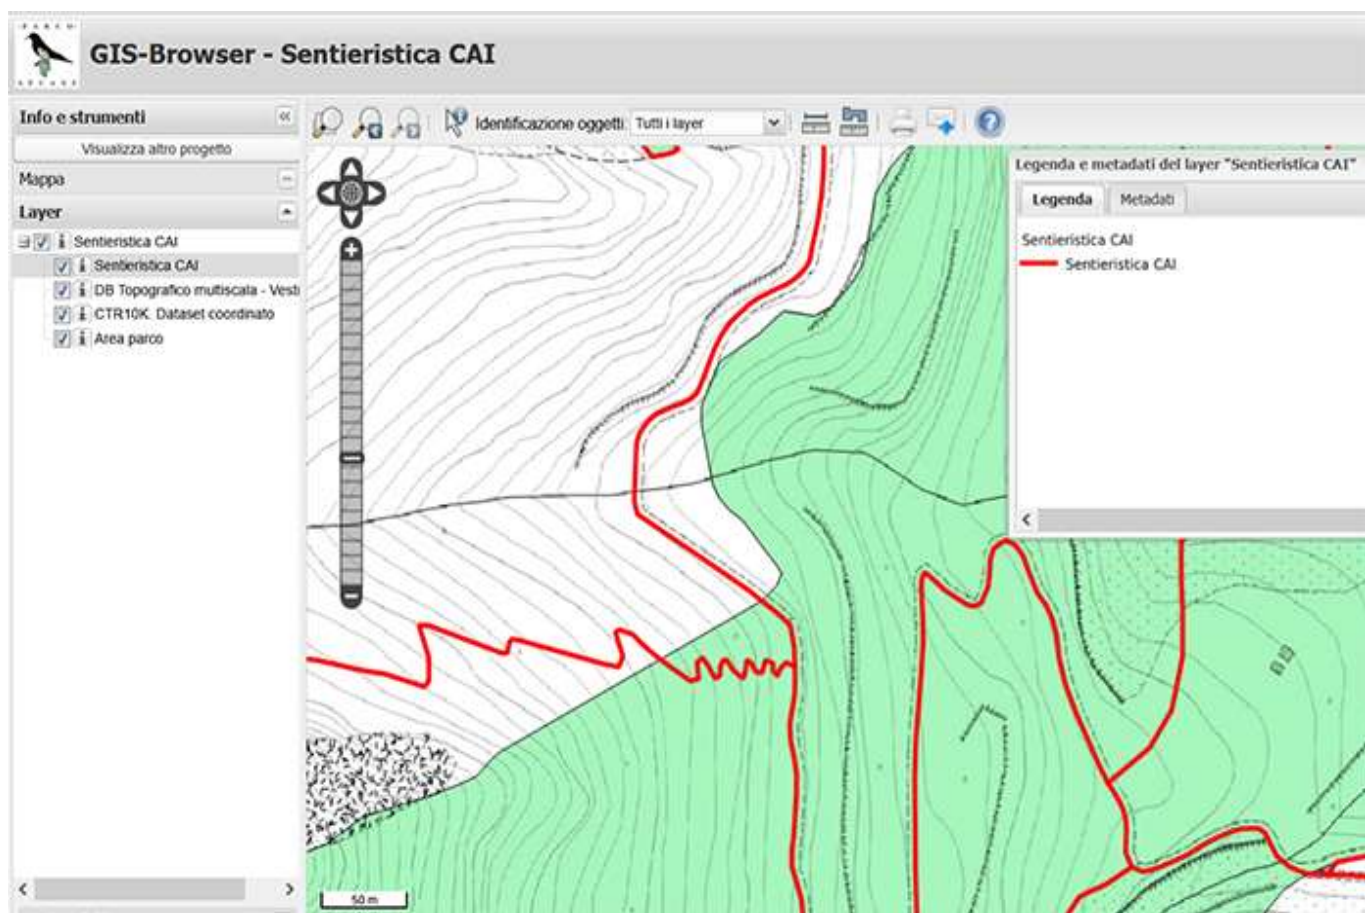 PARCO
GIS-Browser - Sentieristica CAI
Info e strumenti
Visualizza altro progetto
Mappa
Layer
Sentieristica CAI
Sentieristica CAI
DB Topografico multiscala - Vest
CTR10K. Dataset coordinato
Area parco
Identificazione oggetti: Tutti i layer
Legenda e metadati del layer "Sentieristica CAI"
Legenda Metadati
Sentieristica CAI
Sentieristica CAI
50 m